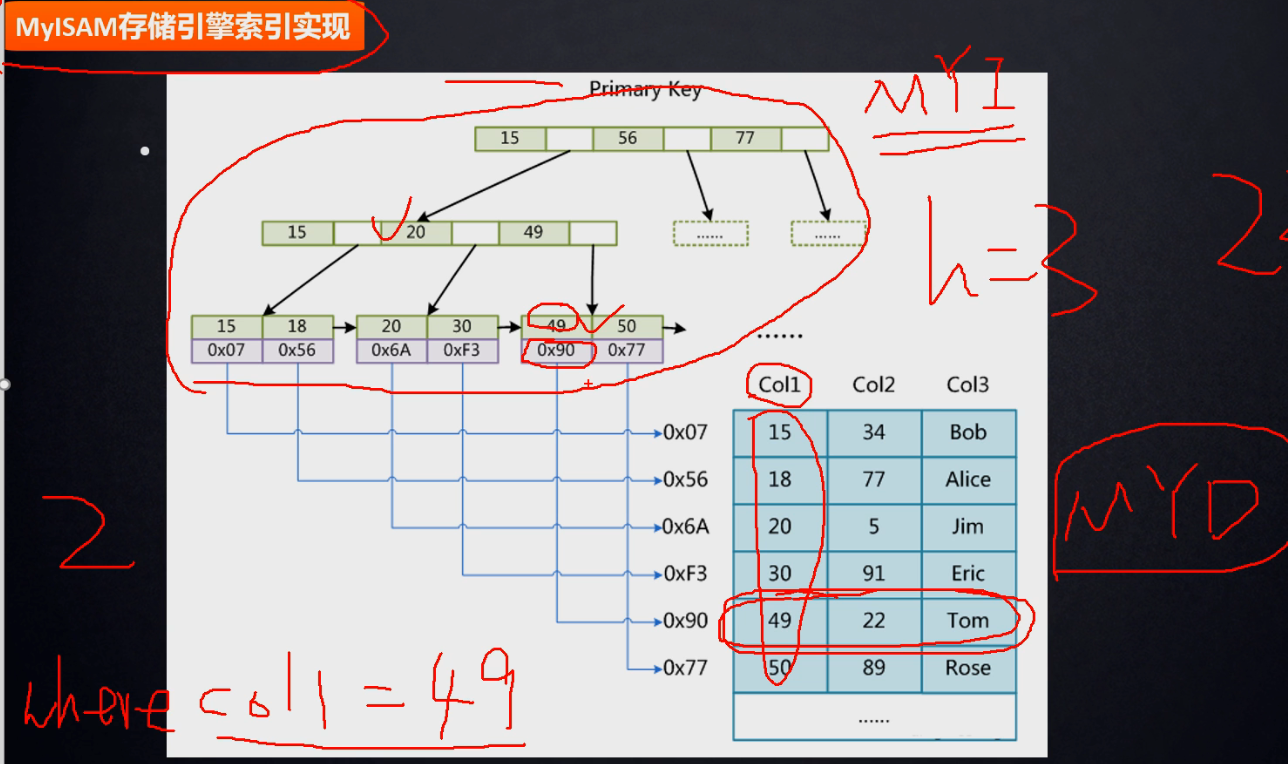 MyISAM存储引擎索引实现
Primary Key
MYI
15 56 77
15 20 49
......
......
h=3
15 18 20 30 49 50
0x07 0x56 0x6A 0xF3 0x90 0x77
......
Col1 Col2 Col3
0x07 15 34 Bob
0x56 18 77 Alice
0x6A 20 5 Jim
0xF3 30 91 Eric
0x90 49 22 Tom
0x77 50 89 Rose
......
MYD
2
where col1 = 49